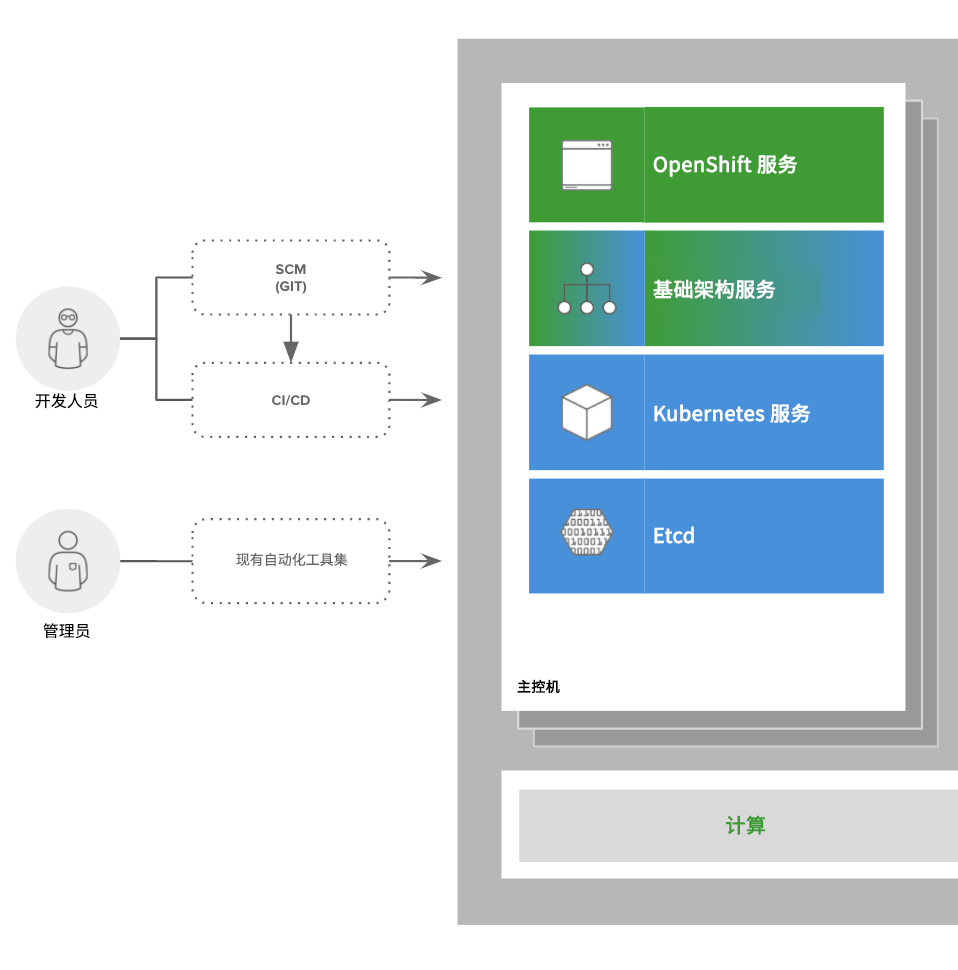 OpenShift 服务
基础架构服务
Kubernetes 服务
Etcd
主控机
计算
SCM
(GIT)
CI/CD
开发人员
现有自动化工具集
管理员